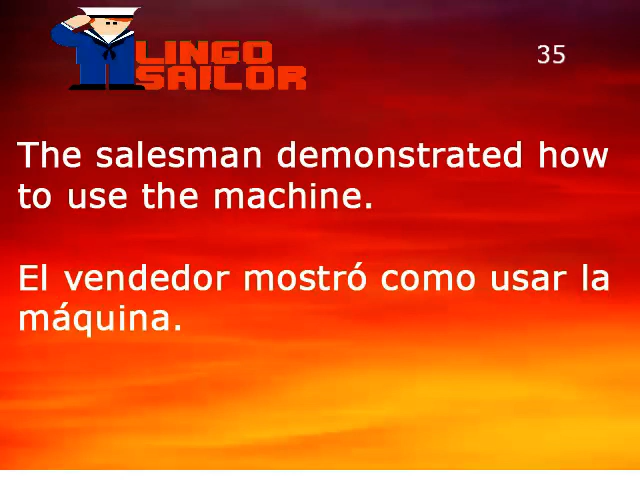 LINGO
SAILOR
35
The salesman demonstrated how
to use the machine.
El vendedor mostró como usar la
máquina.